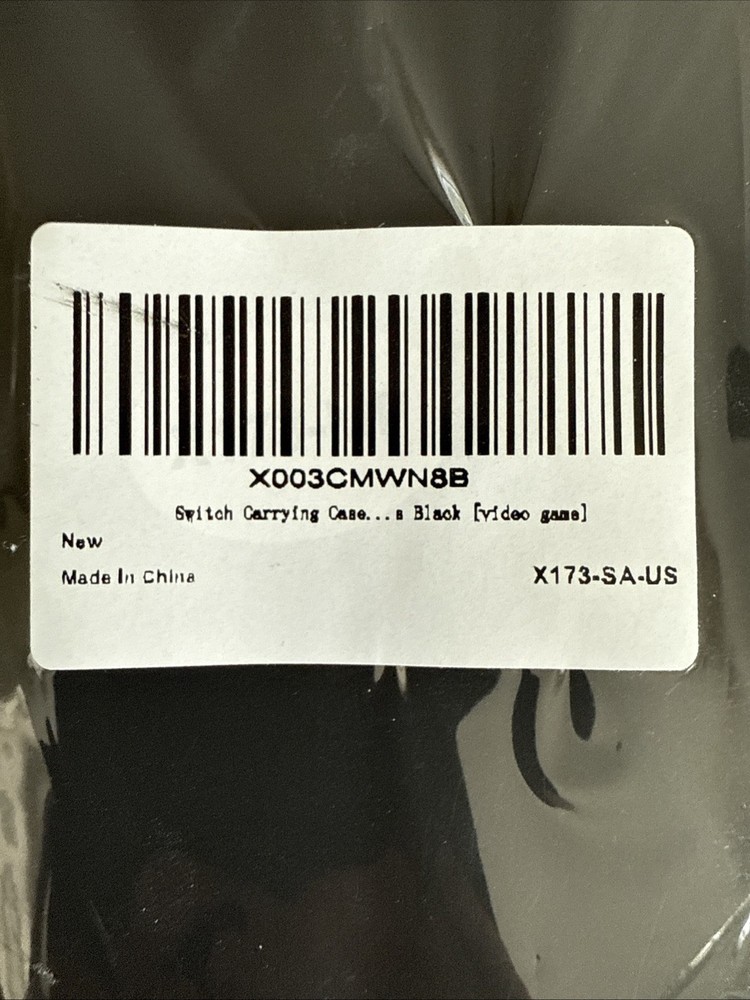 X003CMWN8B
Switch Carrying Case...s Black [video game]
New
Made In China
X173-SA-US